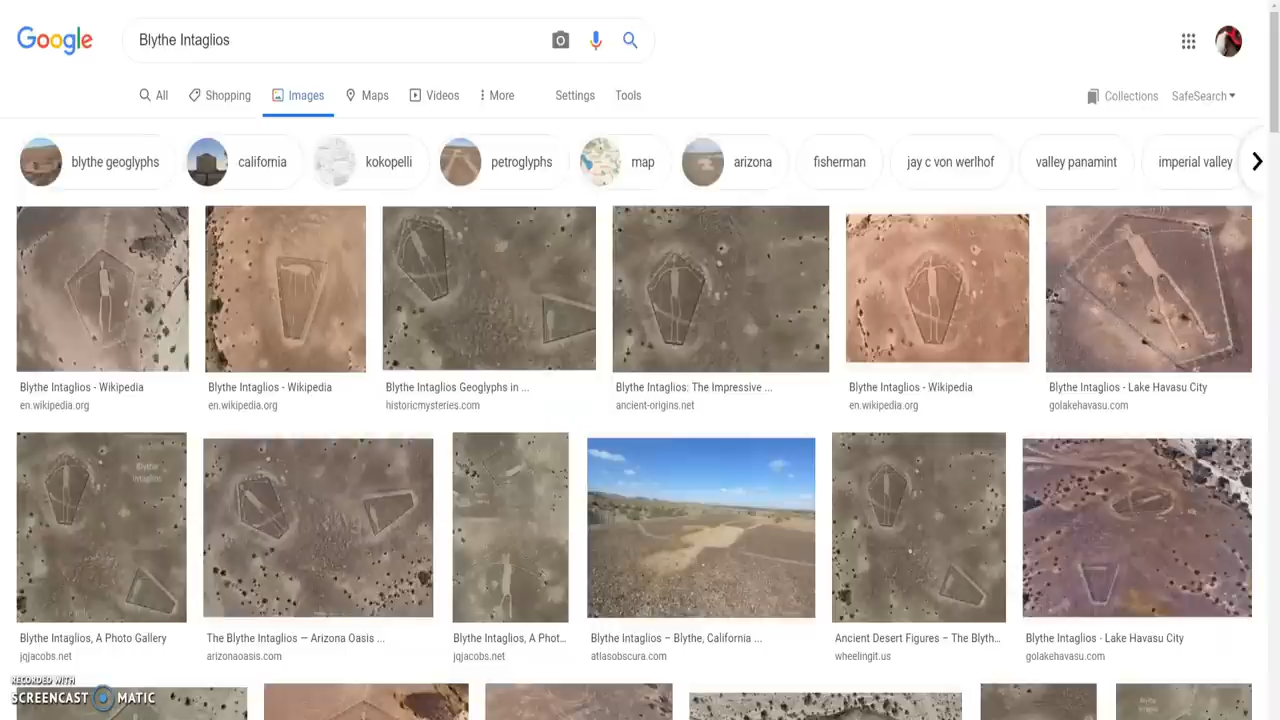 Google
Blythe Intaglios
All Shopping Images Maps Videos More Settings Tools
Collections SafeSearch
blythe geoglyphs california kokopelli petroglyphs map arizona fisherman jay c von werlhof valley panamint imperial valley
Blythe Intaglios - Wikipedia
en.wikipedia.org
Blythe Intaglios - Wikipedia
en.wikipedia.org
Blythe Intaglios Geoglyphs in ...
historicmysteries.com
Blythe Intaglios: The Impressive ...
ancient-origins.net
Blythe Intaglios - Wikipedia
en.wikipedia.org
Blythe Intaglios - Lake Havasu City
golakehavasu.com
Blythe
Intaglios
Blythe Intaglios, A Photo Gallery
jqjacobs.net
The Blythe Intaglios — Arizona Oasis ...
arizonaoasis.com
Blythe Intaglios, A Phot...
jqjacobs.net
Blythe Intaglios – Blythe, California ...
atlasobscura.com
Ancient Desert Figures – The Blyth...
wheelingit.us
Blythe Intaglios - Lake Havasu City
golakehavasu.com
RECORDED WITH
SCREENCAST MATIC